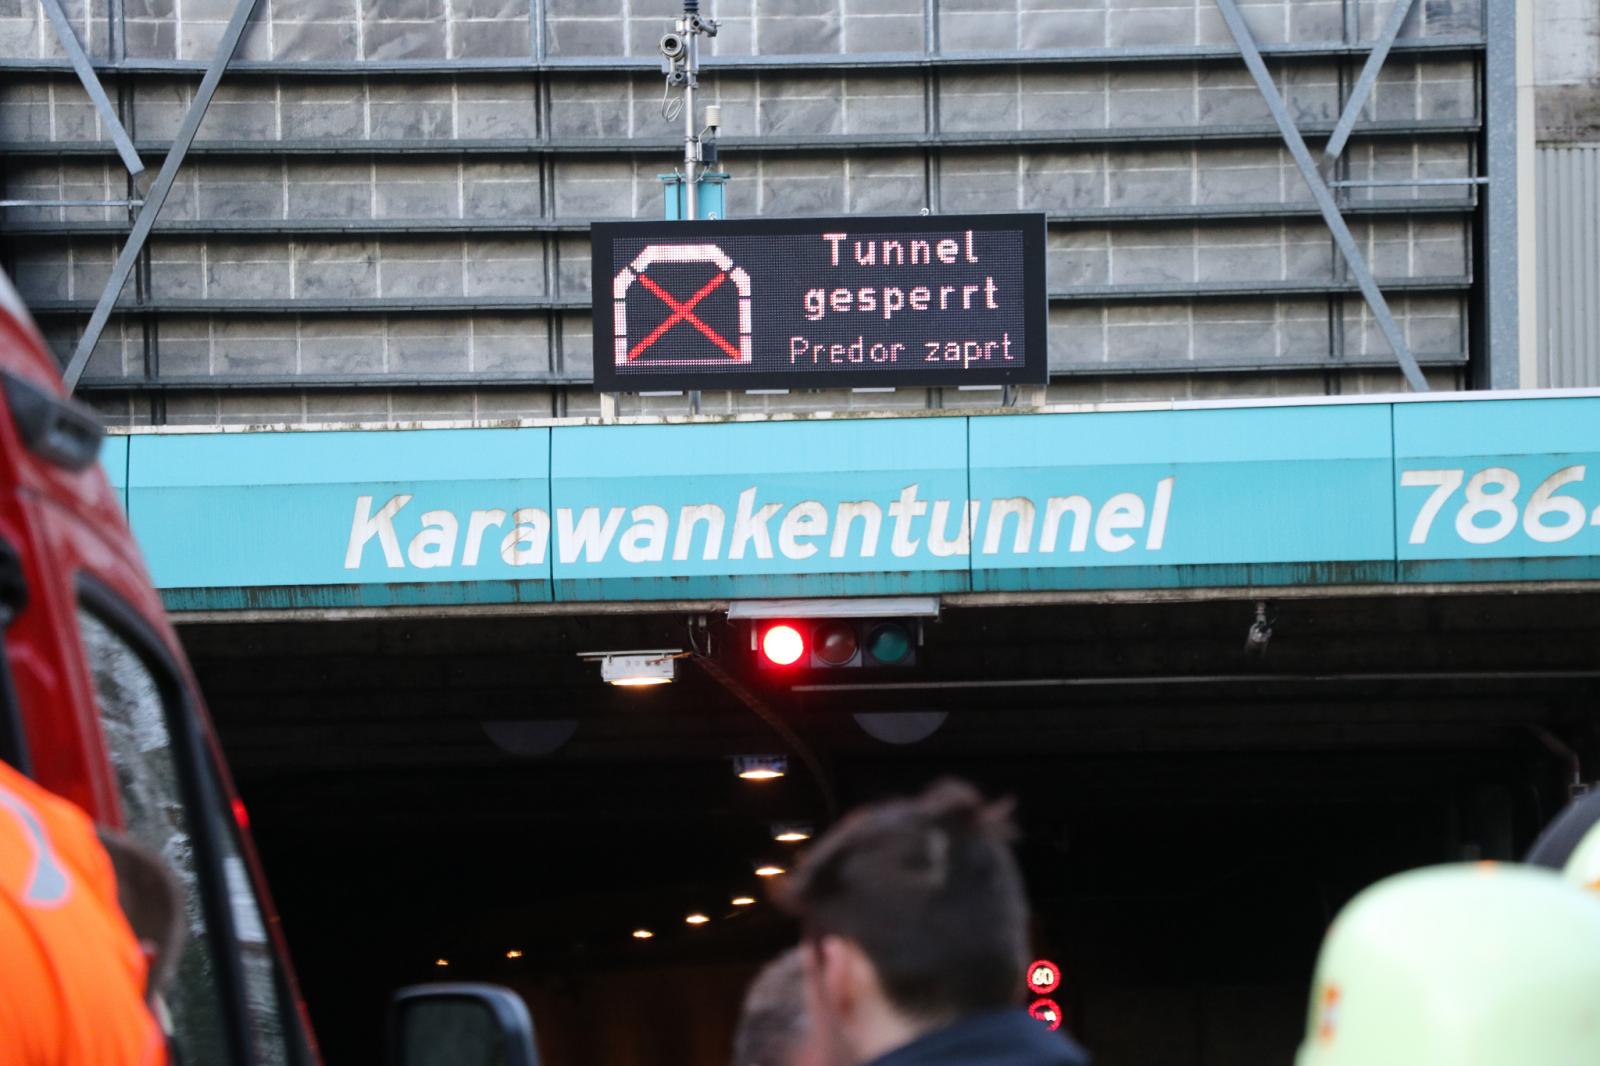 Tunnel
gesperrt
Predor zaprt
Karawankentunnel
786
60